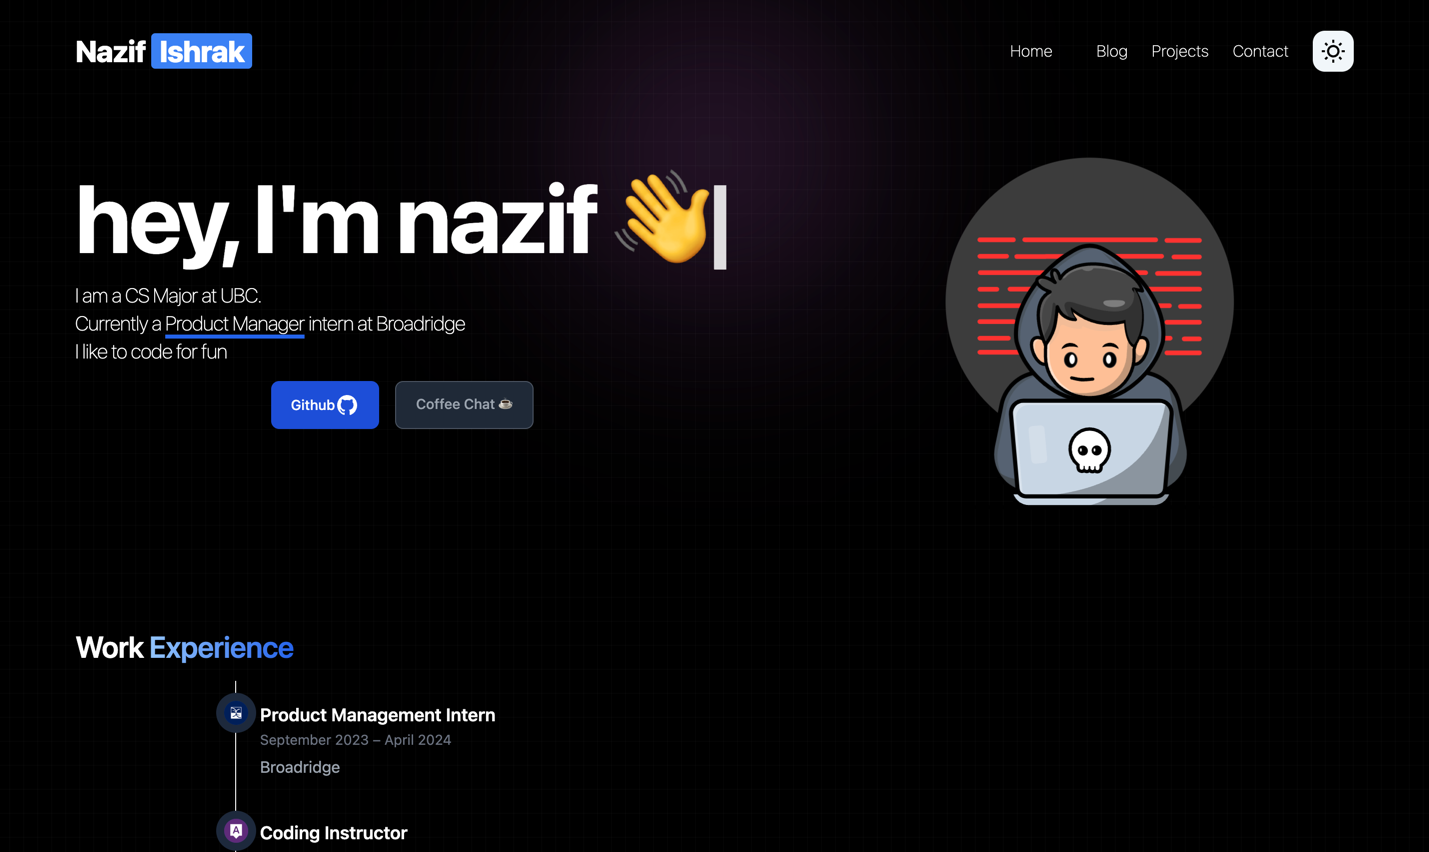 Nazif Ishrak
Home Blog Projects Contact
hey, I'm nazif 👋|
I am a CS Major at UBC.
Currently a Product Manager intern at Broadridge
I like to code for fun
Github
Coffee Chat ☕
Work Experience
Product Management Intern
September 2023 – April 2024
Broadridge
A
Coding Instructor